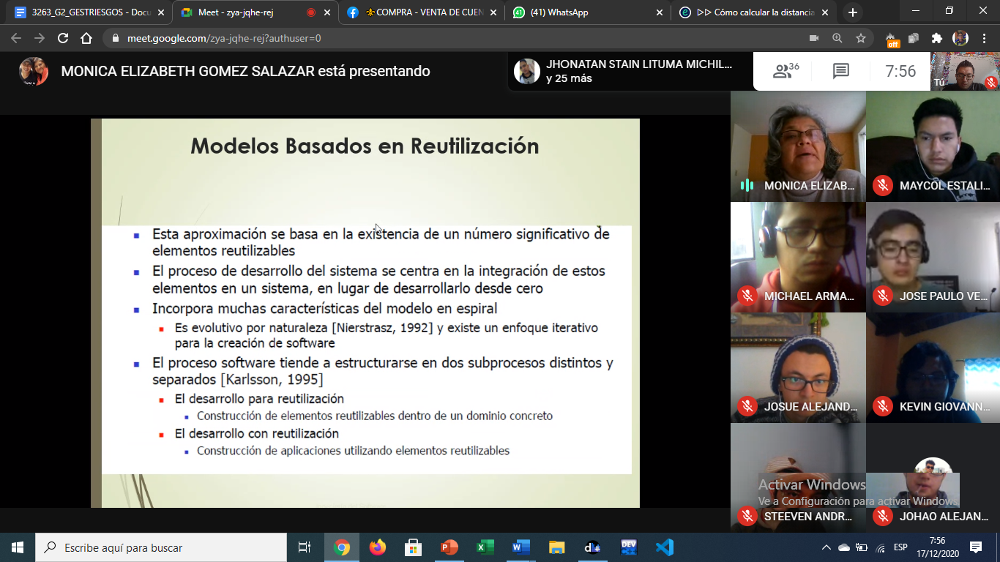 3263_G2_GESTRIESGOS - Docu
Meet - zya-jqhe-rej
COMPRA - VENTA DE CUEN
(41) WhatsApp
▷▷ Cómo calcular la distancia
meet.google.com/zya-jqhe-rej?authuser=0
off
MONICA ELIZABETH GOMEZ SALAZAR está presentando
JHONATAN STAIN LITUMA MICHIL...
y 25 más
36
7:56
Tú
Modelos Basados en Reutilización
Esta aproximación se basa en la existencia de un número significativo de
elementos reutilizables
El proceso de desarrollo del sistema se centra en la integración de estos
elementos en un sistema, en lugar de desarrollarlo desde cero
Incorpora muchas características del modelo en espiral
Es evolutivo por naturaleza [Nierstrasz, 1992] y existe un enfoque iterativo
para la creación de software
El proceso software tiende a estructurarse en dos subprocesos distintos y
separados [Karlsson, 1995]
El desarrollo para reutilización
Construcción de elementos reutilizables dentro de un dominio concreto
El desarrollo con reutilización
Construcción de aplicaciones utilizando elementos reutilizables
MONICA ELIZAB...
MAYCOL ESTALI...
MICHAEL ARMA...
JOSE PAULO VE...
JOSUE ALEJAND...
KEVIN GIOVANN...
STEEVEN ANDR...
JOHAO ALEJAN...
Activar Windows
Ve a Configuración para activar Windows.
Escribe aquí para buscar
DEV
ESP
7:56
17/12/2020